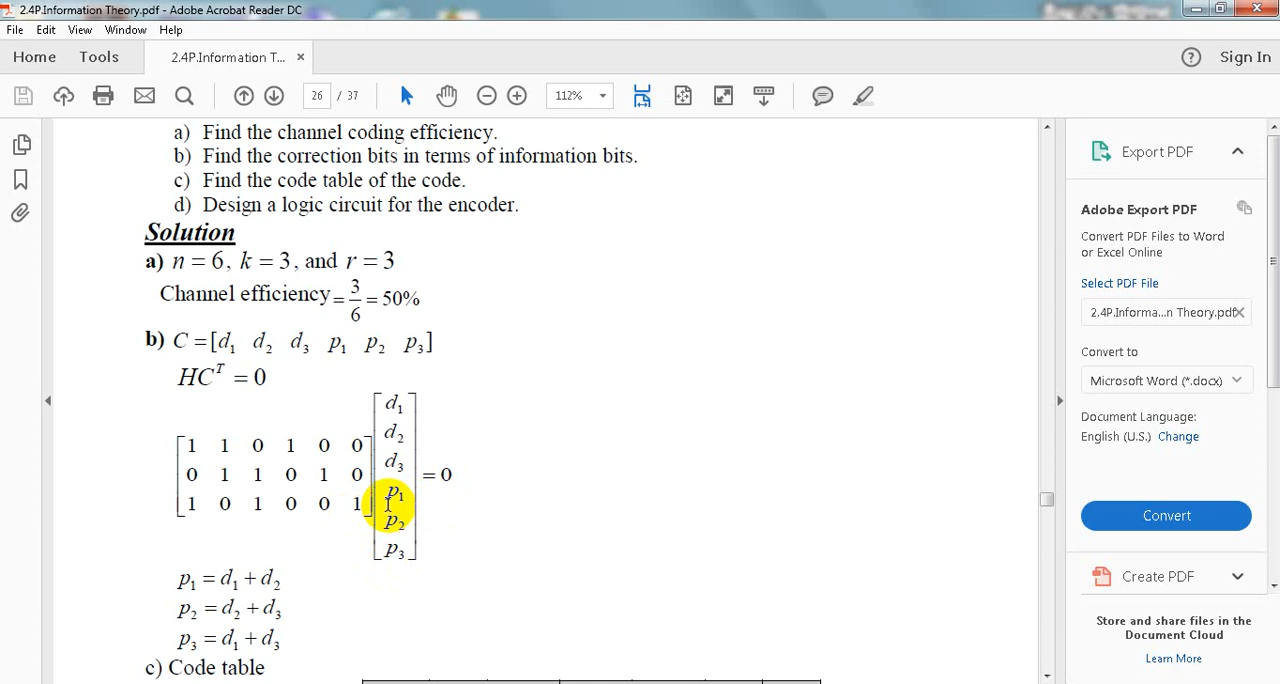 2.4P.Information Theory.pdf - Adobe Acrobat Reader DC
File Edit View Window Help
Home Tools 2.4P.Information T... × Sign In
26 / 37 112%
a) Find the channel coding efficiency.
b) Find the correction bits in terms of information bits.
c) Find the code table of the code.
d) Design a logic circuit for the encoder.
Solution
a) n = 6, k = 3, and r = 3
Channel efficiency = 3/6 = 50%
b) C = [d₁ d₂ d₃ p₁ p₂ p₃]
HCᵀ = 0
d₁
d₂
1 1 0 1 0 0
d₃
0 1 1 0 1 0 = 0
p₁
1 0 1 0 0 1
p₂
p₃
p₁ = d₁ + d₂
p₂ = d₂ + d₃
p₃ = d₁ + d₃
c) Code table
Export PDF
Adobe Export PDF
Convert PDF Files to Word
or Excel Online
Select PDF File
2.4P.Informa...n Theory.pdf ×
Convert to
Microsoft Word (*.docx)
Document Language:
English (U.S.) Change
Convert
Create PDF
Store and share files in the
Document Cloud
Learn More